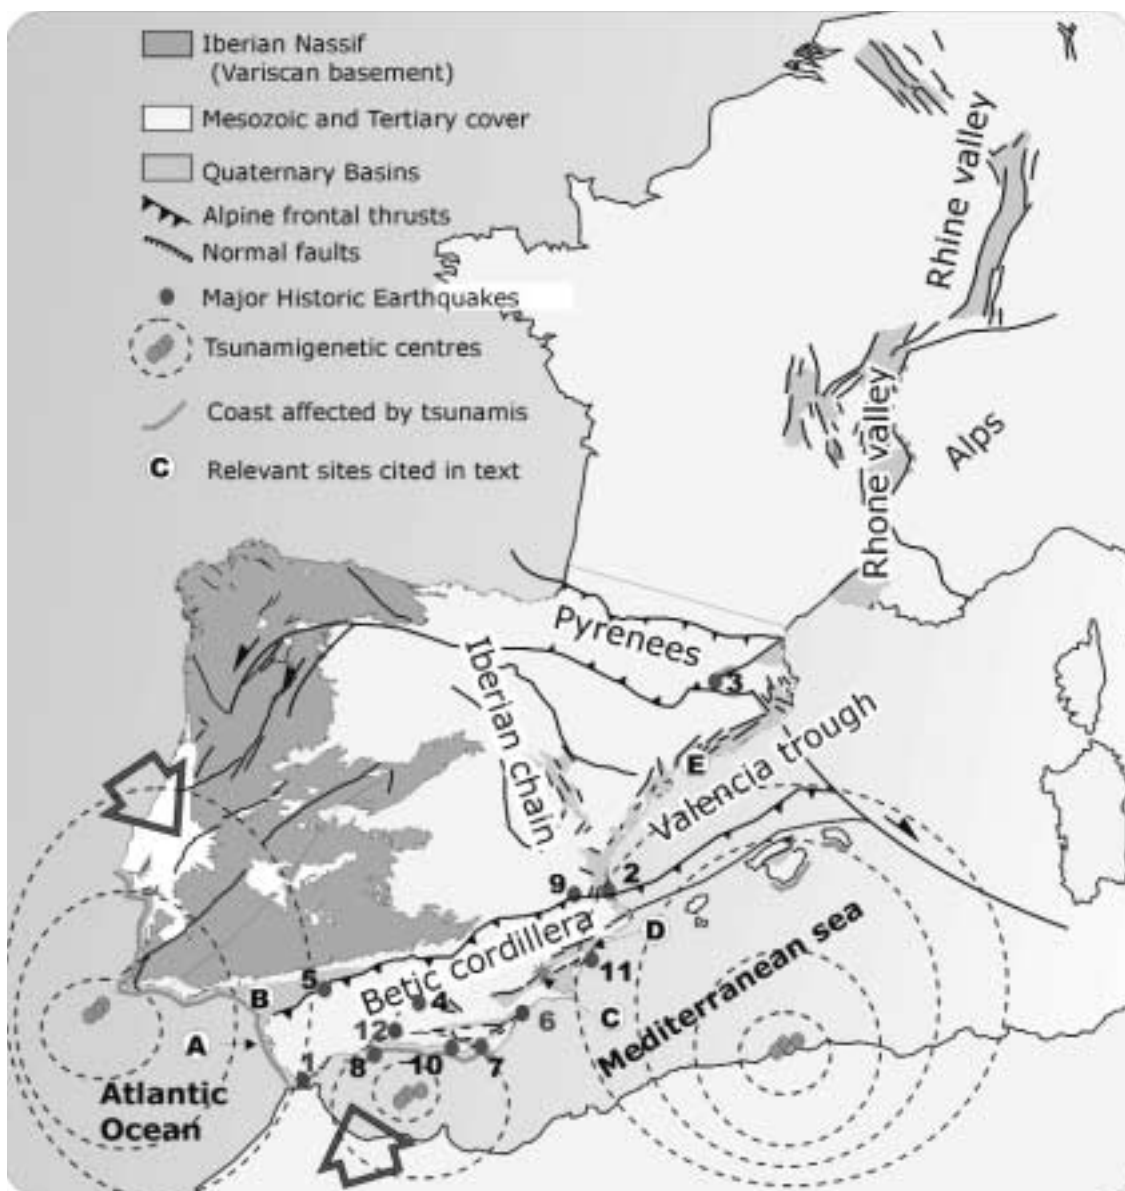 Iberian Nassif
(Variscan basement)
Mesozoic and Tertiary cover
Quaternary Basins
Alpine frontal thrusts
Normal faults
Major Historic Earthquakes
Tsunamigenetic centres
Coast affected by tsunamis
C Relevant sites cited in text
Rhine valley
Rhone valley
Alps
Pyrenees
3
Iberian chain
E
Valencia trough
9
2
D
Betic cordillera
Mediterranean sea
11
5
B
4
C
6
12
A
8
10
7
1
Atlantic
Ocean